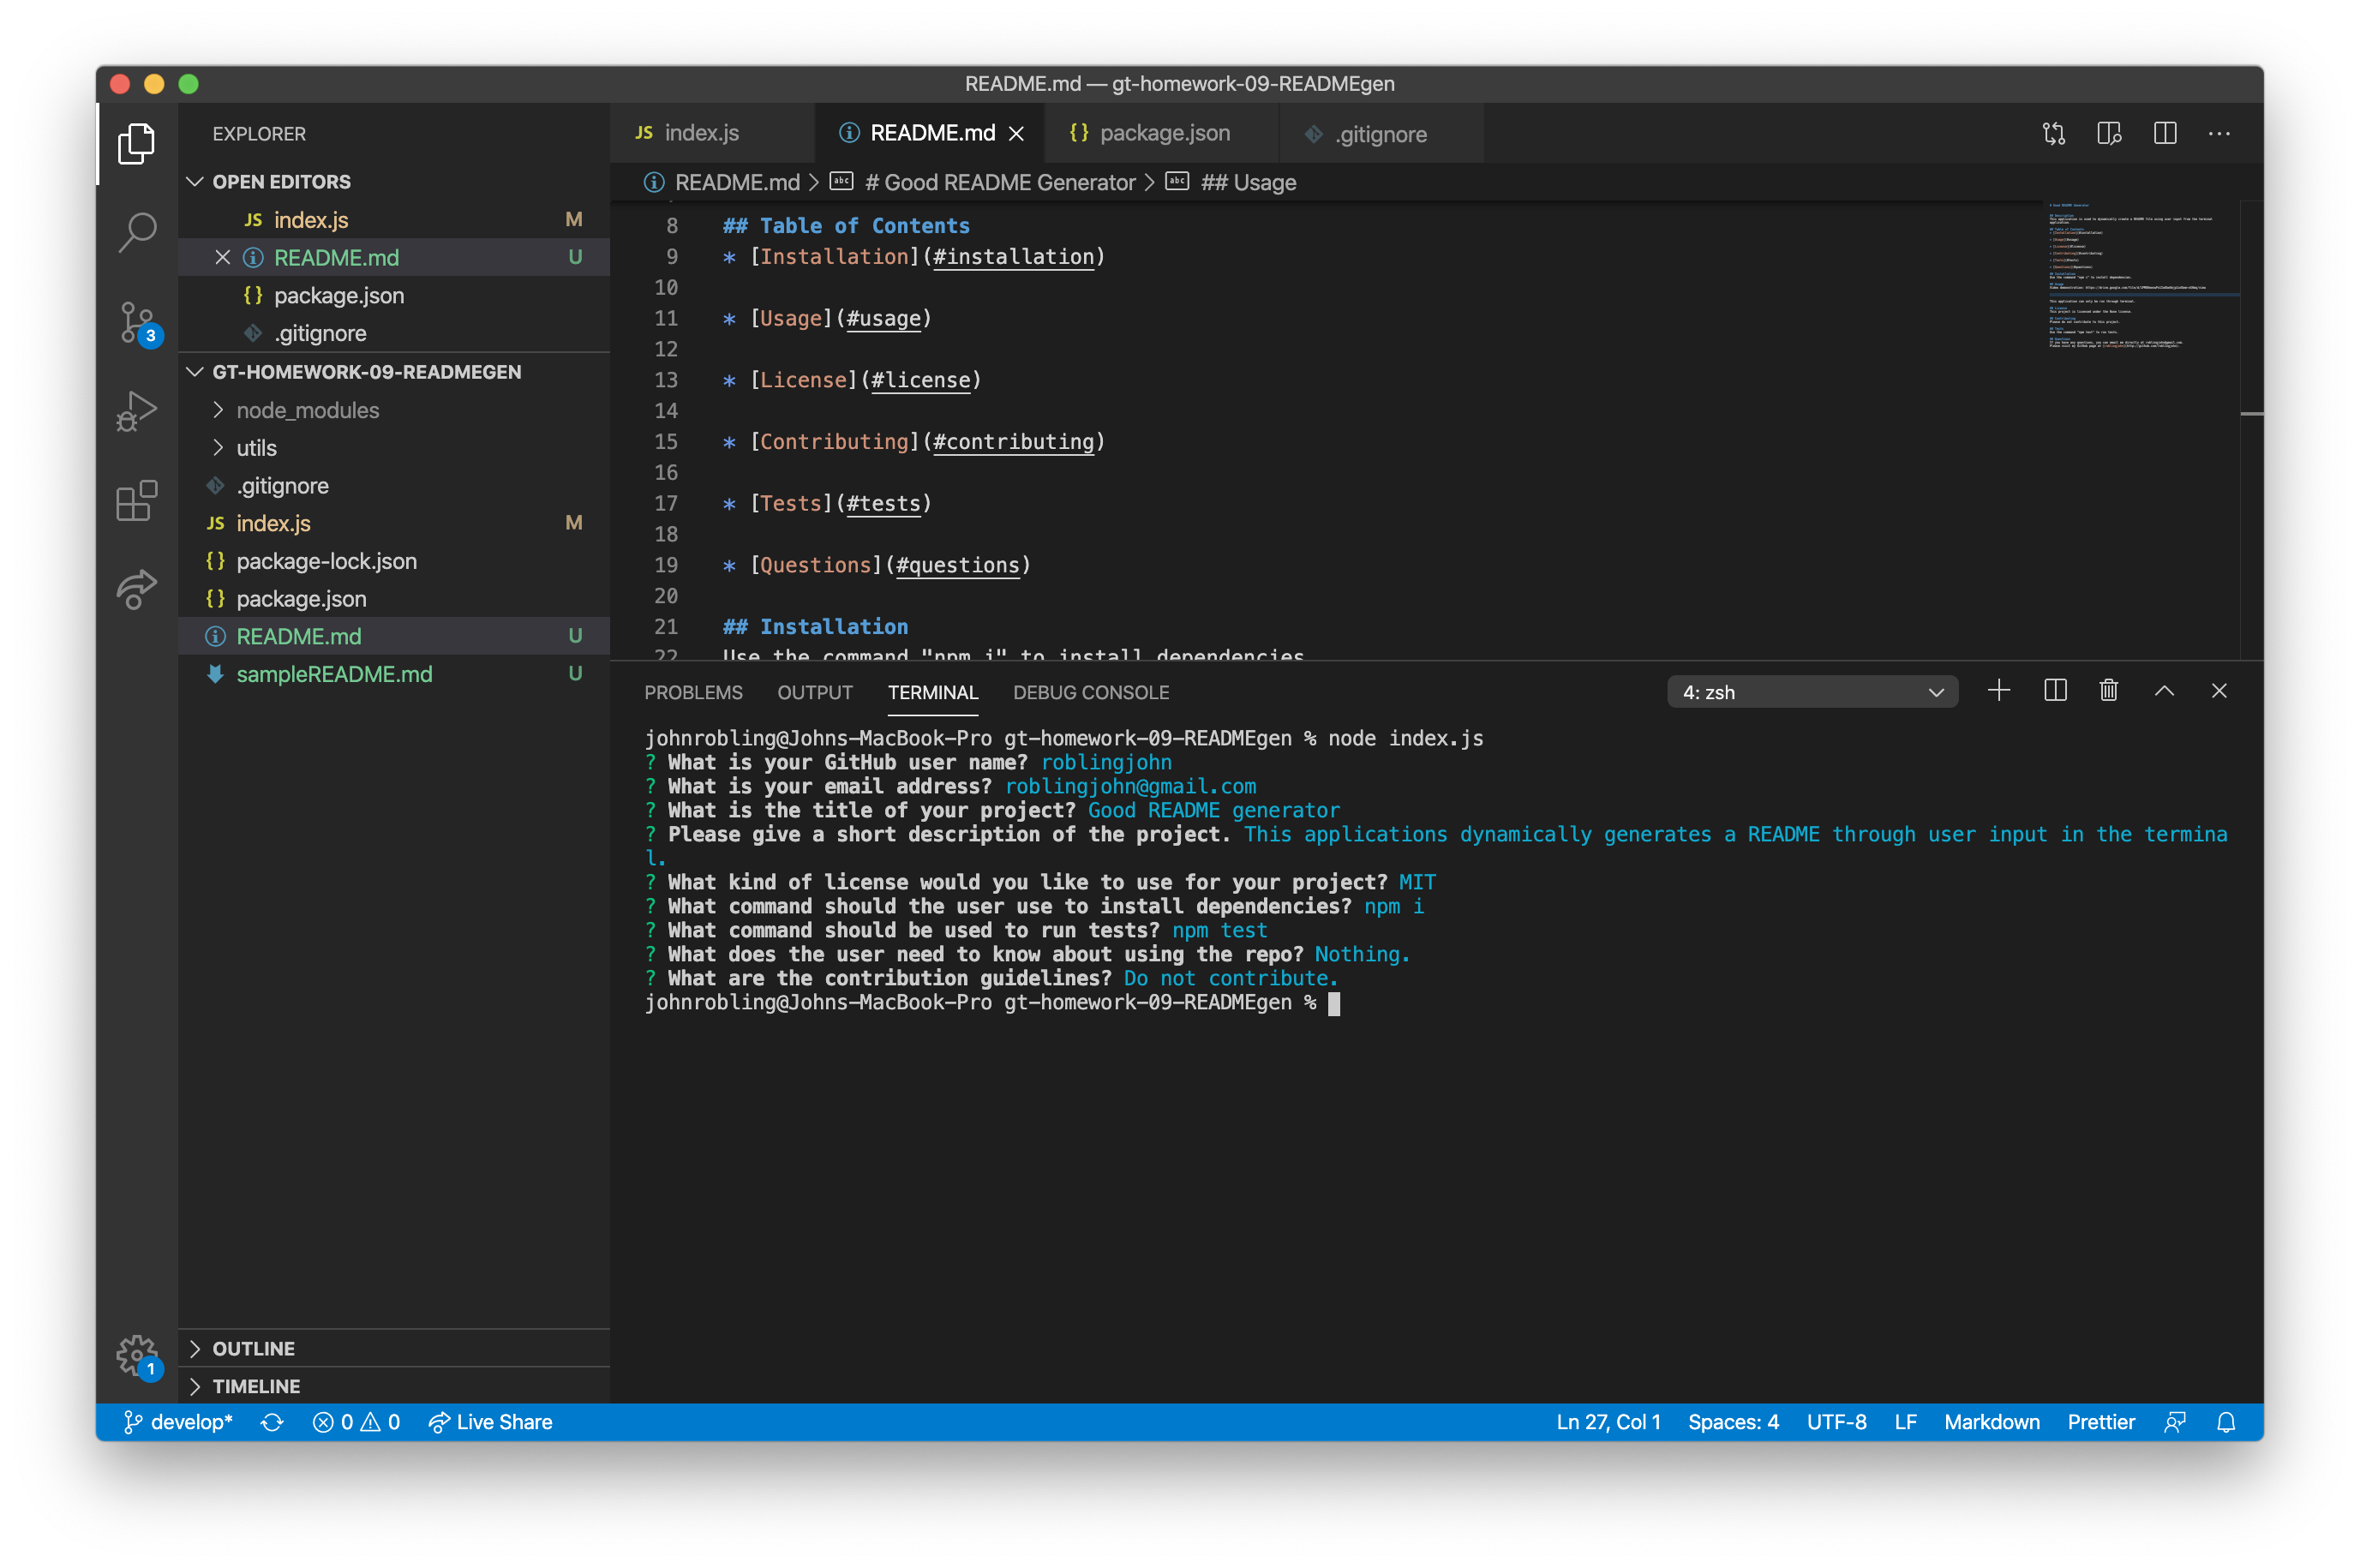 README.md — gt-homework-09-READMEgen
EXPLORER
OPEN EDITORS
JS index.js M
README.md U
{} package.json
.gitignore
GT-HOMEWORK-09-READMEGEN
node_modules
utils
.gitignore
JS index.js M
{} package-lock.json
{} package.json
README.md U
sampleREADME.md U
OUTLINE
TIMELINE
3
1
JS index.js
README.md
{} package.json
.gitignore
README.md > abc # Good README Generator > abc ## Usage
8 ## Table of Contents
9 * [Installation](#installation)
10
11 * [Usage](#usage)
12
13 * [License](#license)
14
15 * [Contributing](#contributing)
16
17 * [Tests](#tests)
18
19 * [Questions](#questions)
20
21 ## Installation
22 Use the command "npm i" to install dependencies
PROBLEMS OUTPUT TERMINAL DEBUG CONSOLE
4: zsh
johnrobling@Johns-MacBook-Pro gt-homework-09-READMEgen % node index.js
? What is your GitHub user name? roblingjohn
? What is your email address? roblingjohn@gmail.com
? What is the title of your project? Good README generator
? Please give a short description of the project. This applications dynamically generates a README through user input in the termina
l.
? What kind of license would you like to use for your project? MIT
? What command should the user use to install dependencies? npm i
? What command should be used to run tests? npm test
? What does the user need to know about using the repo? Nothing.
? What are the contribution guidelines? Do not contribute.
johnrobling@Johns-MacBook-Pro gt-homework-09-READMEgen %
develop* 0 0 Live Share
Ln 27, Col 1 Spaces: 4 UTF-8 LF Markdown Prettier